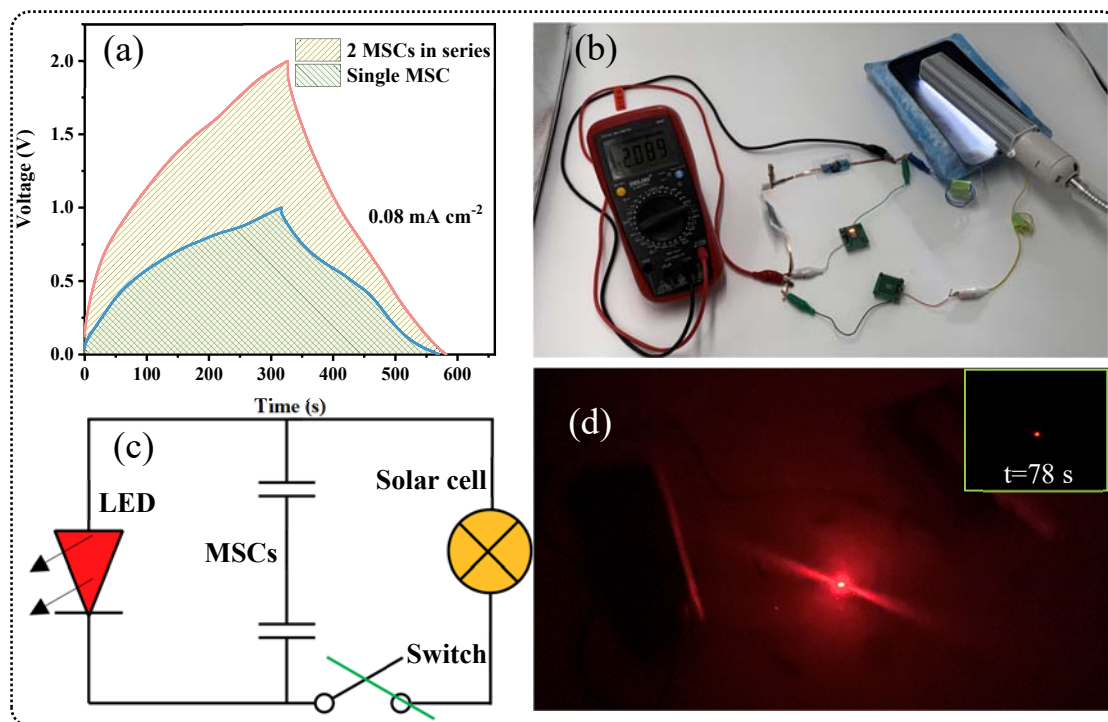 (a)
2 MSCs in series
Single MSC
2.0
1.5
1.0
0.5
0.0
Voltage (V)
0.08 mA cm⁻²
0
100
200
300
400
500
600
Time (s)
(b)
2.089
(c)
LED
MSCs
Solar cell
Switch
(d)
t=78 s